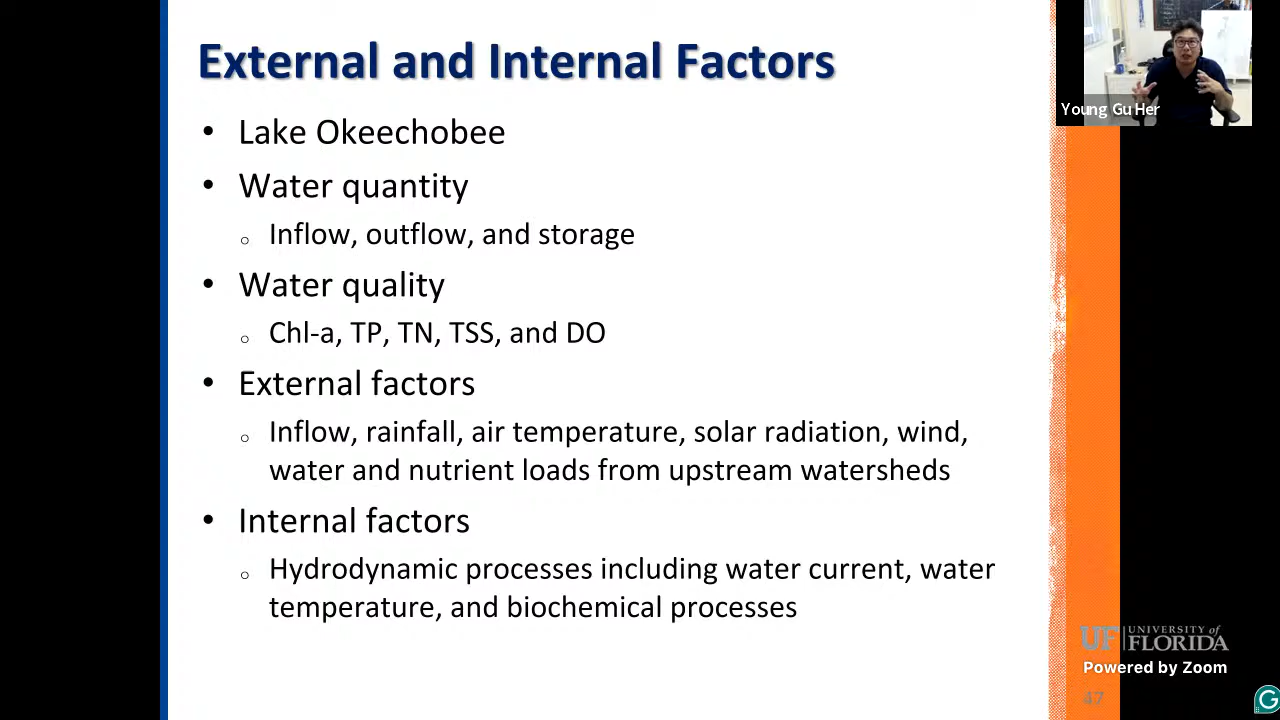 External and Internal Factors
• Lake Okeechobee
• Water quantity
o Inflow, outflow, and storage
• Water quality
o Chl-a, TP, TN, TSS, and DO
• External factors
o Inflow, rainfall, air temperature, solar radiation, wind,
water and nutrient loads from upstream watersheds
• Internal factors
o Hydrodynamic processes including water current, water
temperature, and biochemical processes
Young Gu Her
UF UNIVERSITY of
FLORIDA
Powered by Zoom
47
G